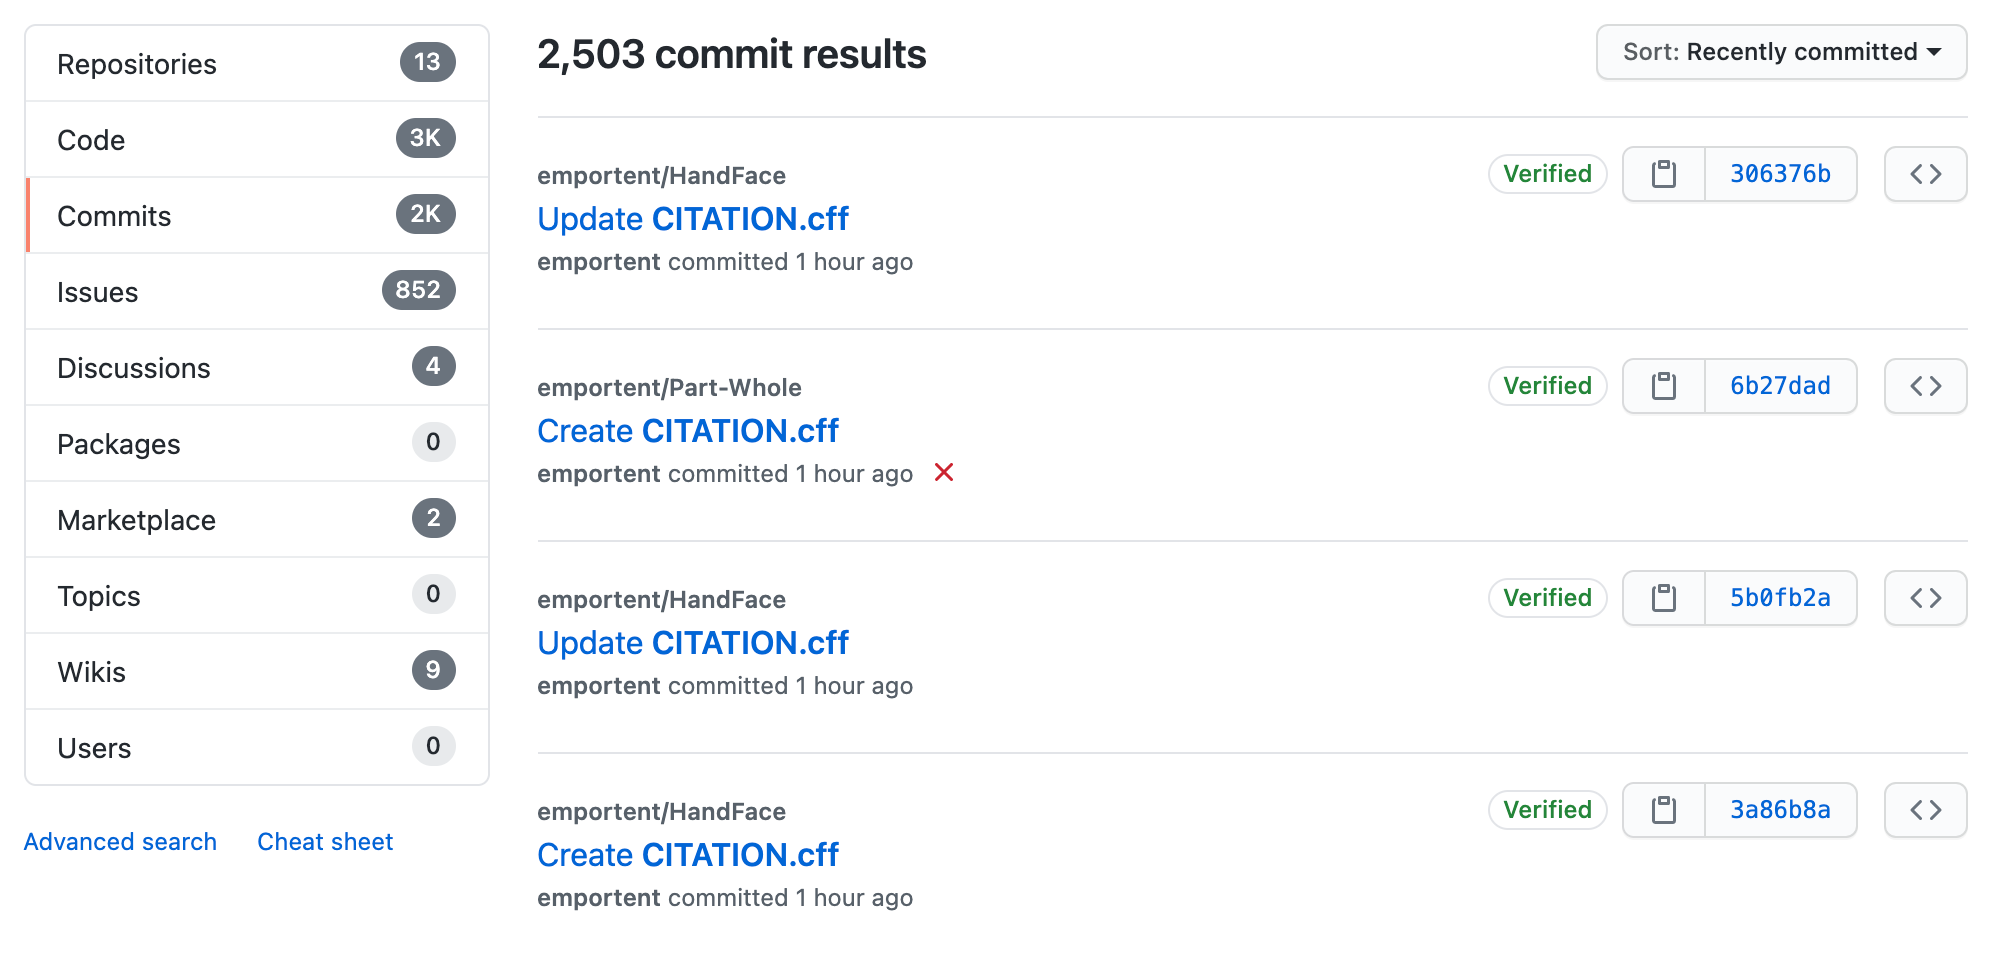 Repositories 13
Code 3K
Commits 2K
Issues 852
Discussions 4
Packages 0
Marketplace 2
Topics 0
Wikis 9
Users 0
Advanced search Cheat sheet
2,503 commit results
Sort: Recently committed
emportent/HandFace
Verified 306376b
Update CITATION.cff
emportent committed 1 hour ago
emportent/Part-Whole
Verified 6b27dad
Create CITATION.cff
emportent committed 1 hour ago
emportent/HandFace
Verified 5b0fb2a
Update CITATION.cff
emportent committed 1 hour ago
emportent/HandFace
Verified 3a86b8a
Create CITATION.cff
emportent committed 1 hour ago